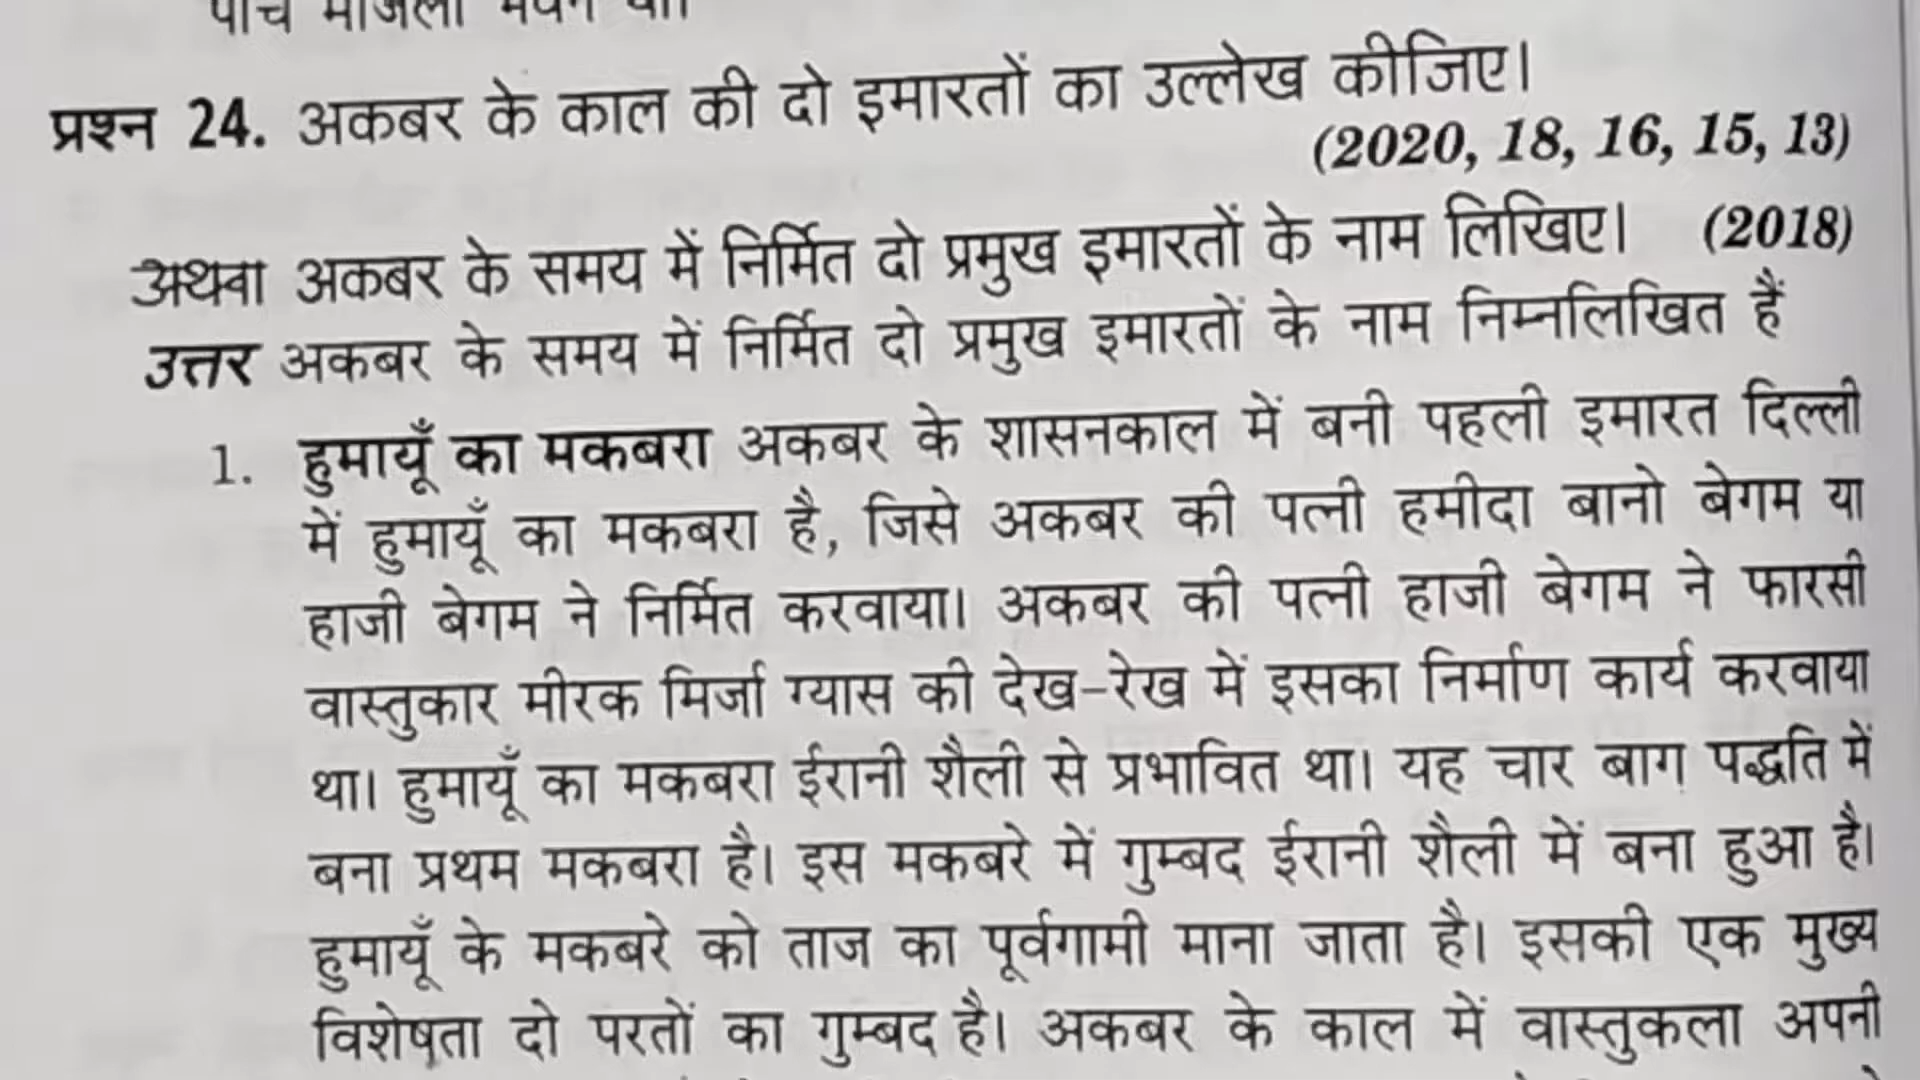 पाँच मंजिला भवन था।
प्रश्न 24. अकबर के काल की दो इमारतों का उल्लेख कीजिए।
(2020, 18, 16, 15, 13)
अथवा अकबर के समय में निर्मित दो प्रमुख इमारतों के नाम लिखिए। (2018)
उत्तर अकबर के समय में निर्मित दो प्रमुख इमारतों के नाम निम्नलिखित हैं
1. हुमायूँ का मकबरा अकबर के शासनकाल में बनी पहली इमारत दिल्ली
में हुमायूँ का मकबरा है, जिसे अकबर की पत्नी हमीदा बानो बेगम या
हाजी बेगम ने निर्मित करवाया। अकबर की पत्नी हाजी बेगम ने फारसी
वास्तुकार मीरक मिर्जा ग्यास की देख-रेख में इसका निर्माण कार्य करवाया
था। हुमायूँ का मकबरा ईरानी शैली से प्रभावित था। यह चार बाग पद्धति में
बना प्रथम मकबरा है। इस मकबरे में गुम्बद ईरानी शैली में बना हुआ है।
हुमायूँ के मकबरे को ताज का पूर्वगामी माना जाता है। इसकी एक मुख्य
विशेषता दो परतों का गुम्बद है। अकबर के काल में वास्तुकला अपनी